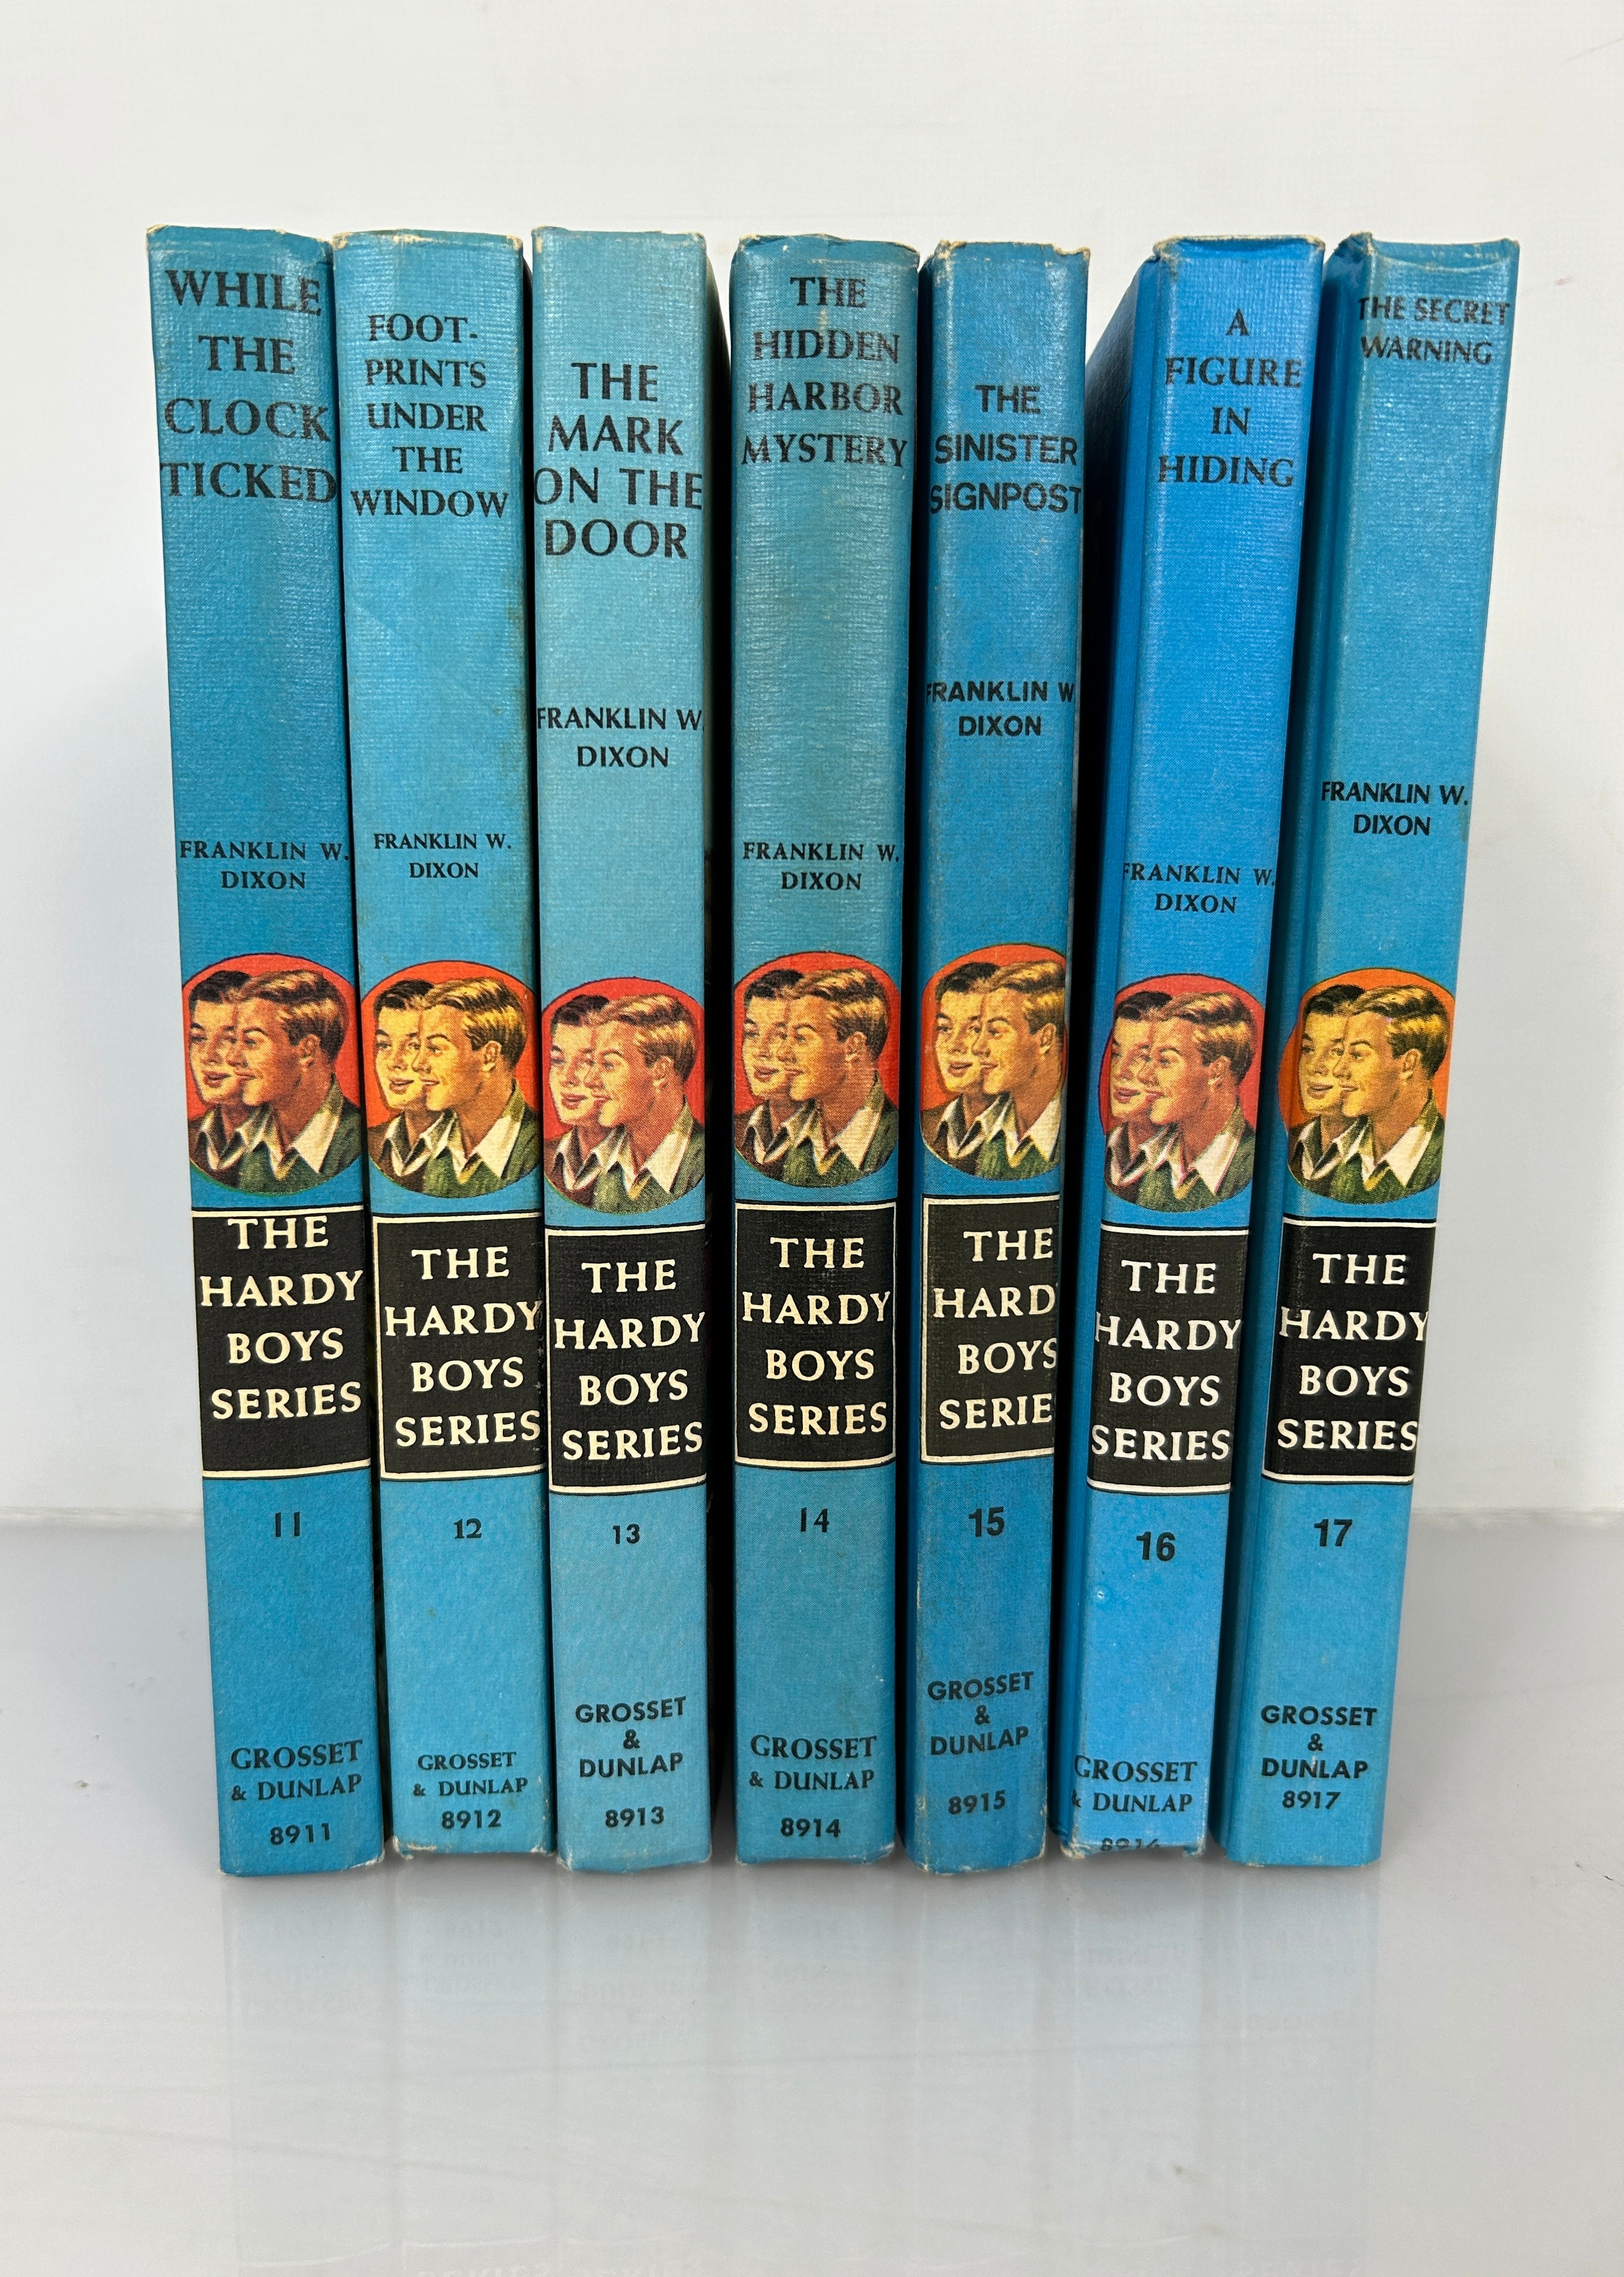 WHILE
THE
CLOCK
TICKED
FRANKLIN W.
DIXON
THE
HARDY
BOYS
SERIES
11
GROSSET
& DUNLAP
8911
FOOT-
PRINTS
UNDER
THE
WINDOW
FRANKLIN W.
DIXON
THE
HARDY
BOYS
SERIES
12
GROSSET
& DUNLAP
8912
THE
MARK
ON THE
DOOR
FRANKLIN W.
DIXON
THE
HARDY
BOYS
SERIES
13
GROSSET
&
DUNLAP
8913
THE
HIDDEN
HARBOR
MYSTERY
FRANKLIN W.
DIXON
THE
HARDY
BOYS
SERIES
14
GROSSET
& DUNLAP
8914
THE
SINISTER
SIGNPOST
FRANKLIN W
DIXON
THE
HARD
BOYS
SERIE
15
GROSSET
&
DUNLAP
8915
A
FIGURE
IN
HIDING
FRANKLIN W.
DIXON
THE
HARDY
BOYS
SERIES
16
GROSSET
& DUNLAP
THE SECRET
WARNING
FRANKLIN W.
DIXON
THE
HARDY
BOYS
SERIES
17
GROSSET
&
DUNLAP
8917